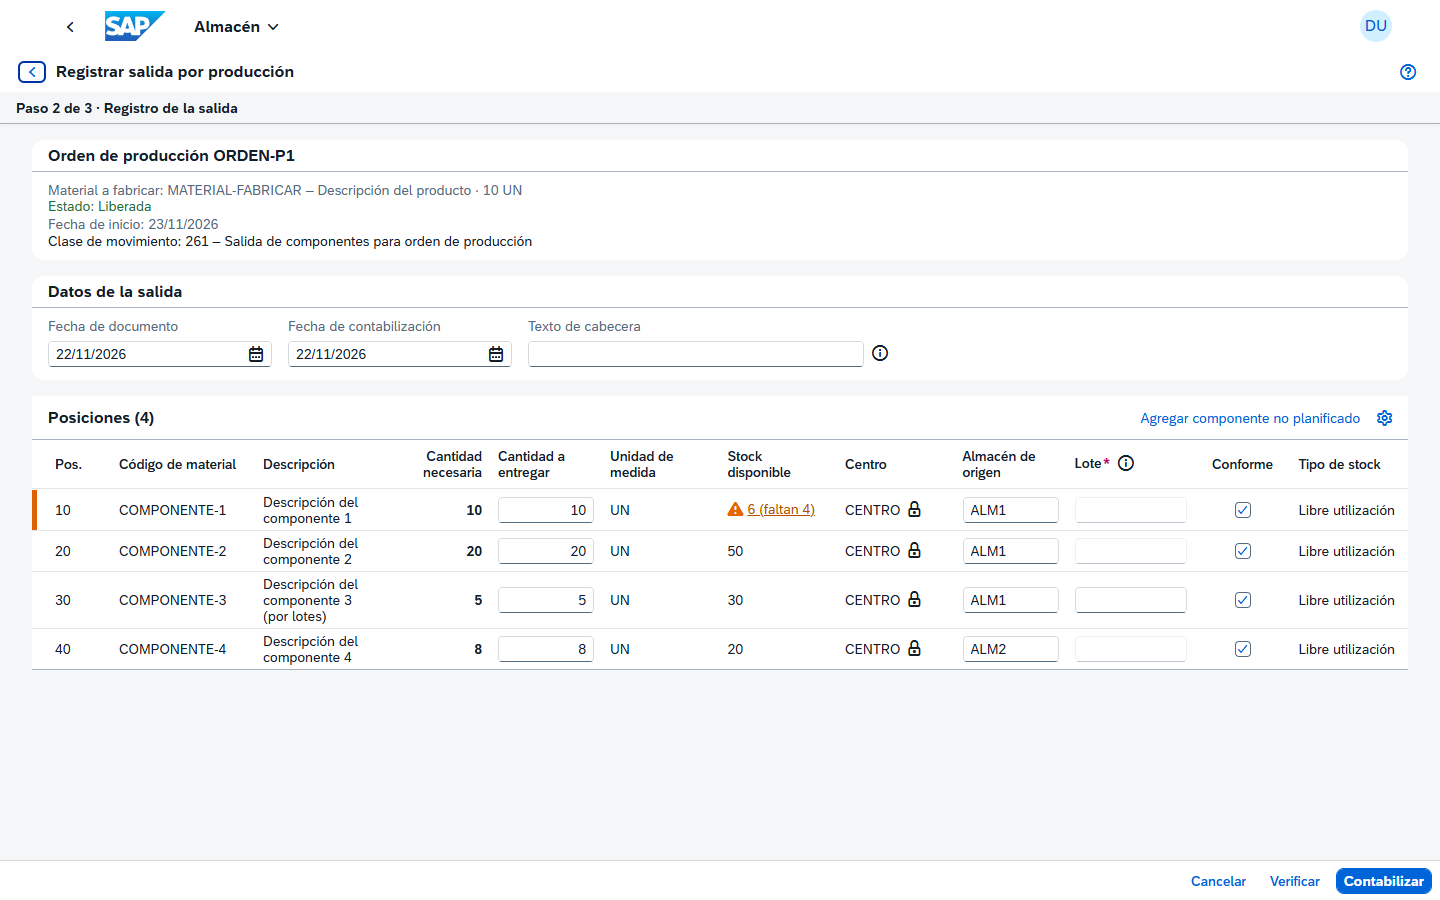 SAP
Almacén
DU
Registrar salida por producción
Paso 2 de 3 · Registro de la salida
Orden de producción ORDEN-P1
Material a fabricar: MATERIAL-FABRICAR – Descripción del producto · 10 UN
Estado: Liberada
Fecha de inicio: 23/11/2026
Clase de movimiento: 261 – Salida de componentes para orden de producción
Datos de la salida
Fecha de documento
Fecha de contabilización
Texto de cabecera
22/11/2026
22/11/2026
Posiciones (4)
Agregar componente no planificado
Pos.
Código de material
Descripción
Cantidad necesaria
Cantidad a entregar
Unidad de medida
Stock disponible
Centro
Almacén de origen
Lote*
Conforme
Tipo de stock
10 COMPONENTE-1 Descripción del componente 1 10 10 UN 6 (faltan 4) CENTRO ALM1 Libre utilización
20 COMPONENTE-2 Descripción del componente 2 20 20 UN 50 CENTRO ALM1 Libre utilización
30 COMPONENTE-3 Descripción del componente 3 (por lotes) 5 5 UN 30 CENTRO ALM1 Libre utilización
40 COMPONENTE-4 Descripción del componente 4 8 8 UN 20 CENTRO ALM2 Libre utilización
Cancelar
Verificar
Contabilizar